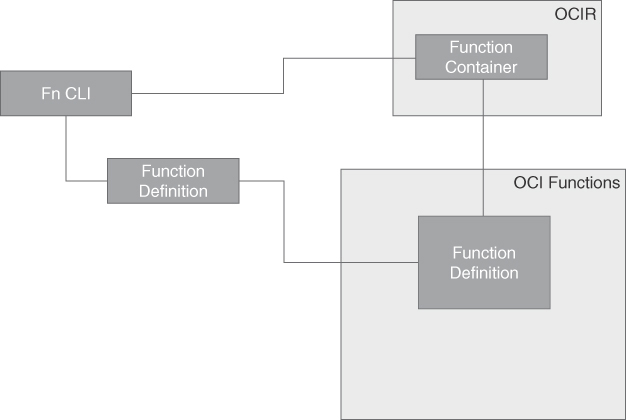 OCIR
Function
Container
Fn CLI
Function
Definition
OCI Functions
Function
Definition